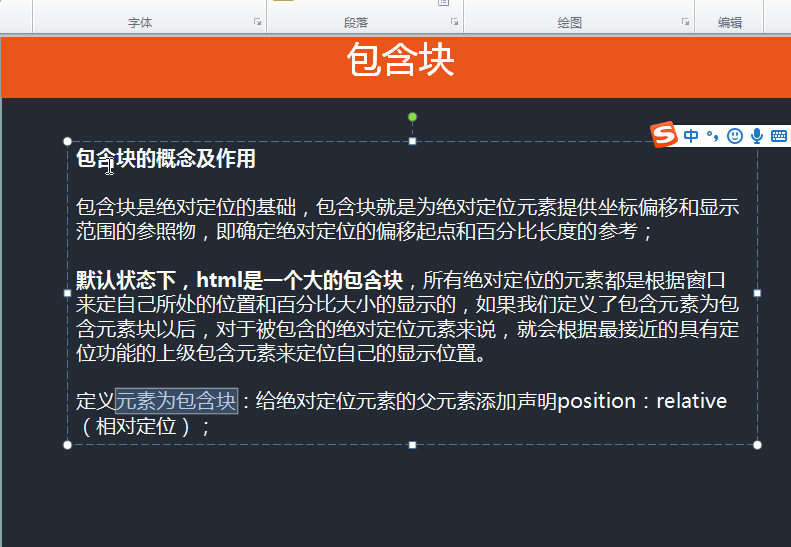 字体
段落
绘图
编辑
包含块
中
包含块的概念及作用
包含块是绝对定位的基础，包含块就是为绝对定位元素提供坐标偏移和显示
范围的参照物，即确定绝对定位的偏移起点和百分比长度的参考；
默认状态下，html是一个大的包含块，所有绝对定位的元素都是根据窗口
来定自己所处的位置和百分比大小的显示的，如果我们定义了包含元素为包
含元素块以后，对于被包含的绝对定位元素来说，就会根据最接近的具有定
位功能的上级包含元素来定位自己的显示位置。
定义元素为包含块：给绝对定位元素的父元素添加声明position：relative
（相对定位）；